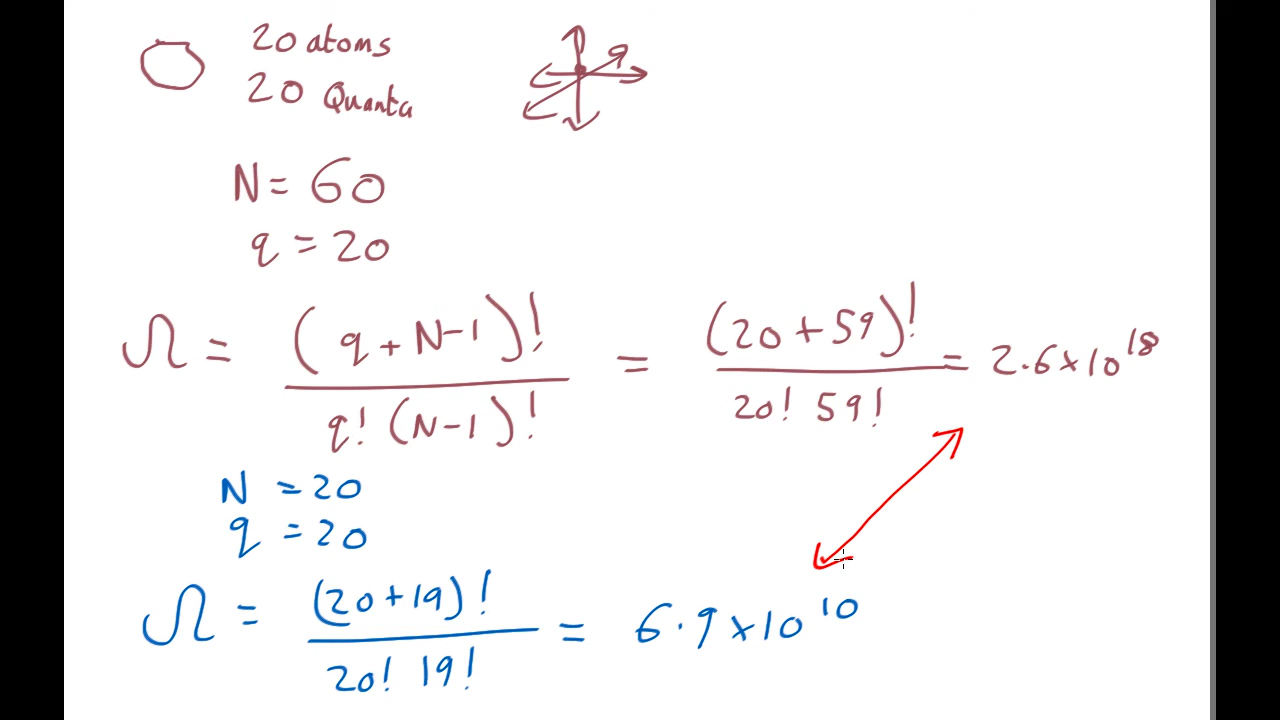 20 atoms
20 Quanta
N = 60
q = 20
Ω = (q + N-1)! / q! (N-1)! = (20 + 59)! / 20! 59! = 2.6 × 10^18
N = 20
q = 20
Ω = (20+19)! / 20! 19! = 6.9 × 10^10